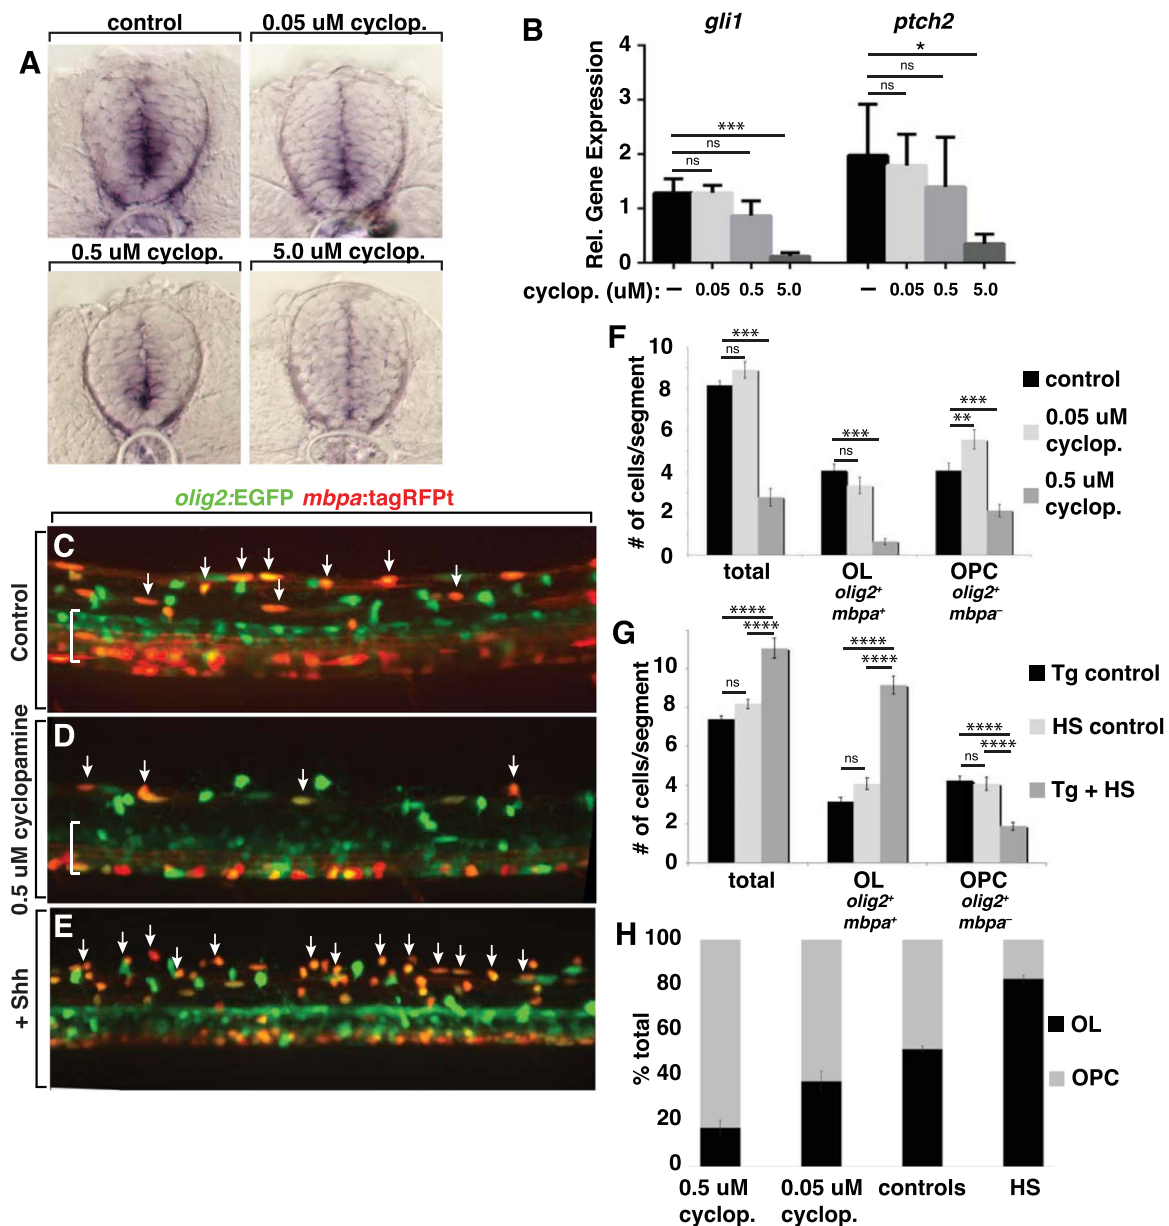 A
control
0.05 uM cyclop.
0.5 uM cyclop.
5.0 uM cyclop.
B
gli1
ptch2
Rel. Gene Expression
4
3
2
1
0
***
ns
ns
*
ns
ns
cyclop. (uM):
–
0.05
0.5
5.0
–
0.05
0.5
5.0
olig2:EGFP mbpa:tagRFPt
C
Control
D
0.5 uM cyclopamine
E
+ Shh
F
# of cells/segment
10
8
6
4
2
0
***
ns
***
ns
***
**
total
OL
olig2⁺
mbpa⁺
OPC
olig2⁺
mbpa⁻
control
0.05 uM
cyclop.
0.5 uM
cyclop.
G
# of cells/segment
10
8
6
4
2
0
****
****
ns
****
****
ns
****
****
ns
total
OL
olig2⁺
mbpa⁺
OPC
olig2⁺
mbpa⁻
Tg control
HS control
Tg + HS
H
% total
100
80
60
40
20
0
0.5 uM
cyclop.
0.05 uM
cyclop.
controls
HS
OL
OPC